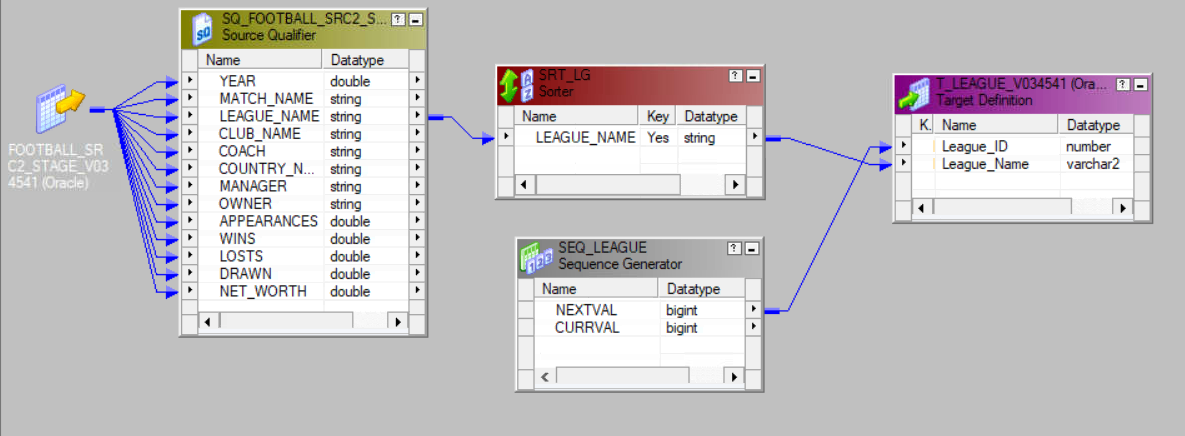 FOOTBALL_SR
C2_STAGE_V03
4541 (Oracle)
SQ_FOOTBALL_SRC2_S...
Source Qualifier
Name Datatype
YEAR double
MATCH_NAME string
LEAGUE_NAME string
CLUB_NAME string
COACH string
COUNTRY_N... string
MANAGER string
OWNER string
APPEARANCES double
WINS double
LOSTS double
DRAWN double
NET_WORTH double
SRT_LG
Sorter
Name Key Datatype
LEAGUE_NAME Yes string
SEQ_LEAGUE
Sequence Generator
Name Datatype
NEXTVAL bigint
CURRVAL bigint
T_LEAGUE_V034541 (Ora...
Target Definition
K. Name Datatype
League_ID number
League_Name varchar2